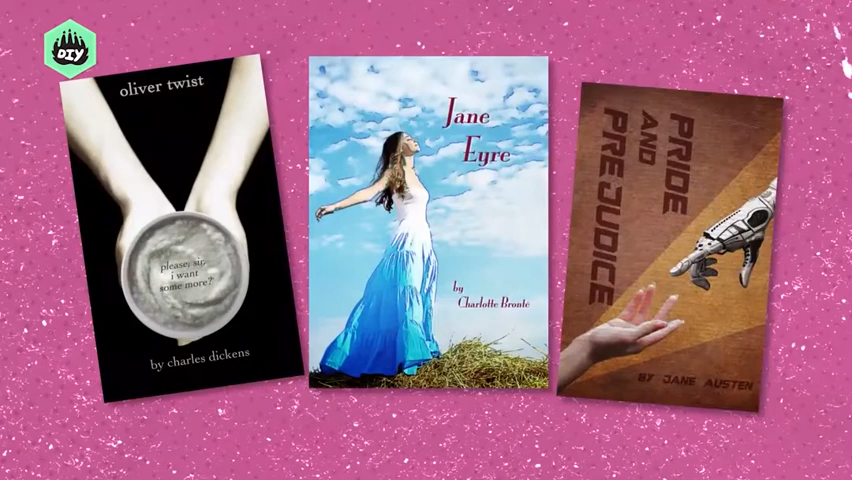 DIY
oliver twist
please, sir,
i want
some more?
by charles dickens
Jane
Eyre
by
Charlotte Bronte
PRIDE
AND
PREJUDICE
BY JANE AUSTEN